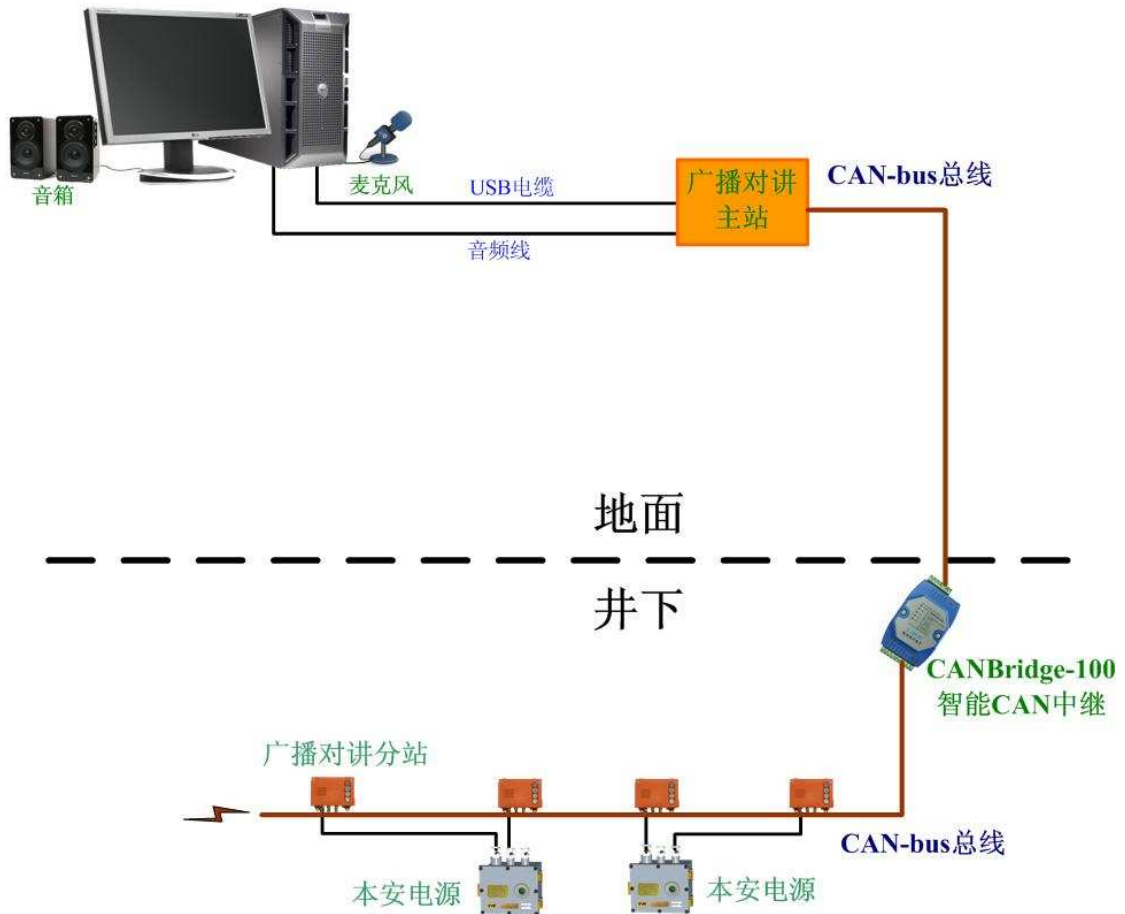 音箱
麦克风
USB电缆
音频线
广播对讲
主站
CAN-bus总线
地面
井下
CANBridge-100
智能CAN中继
广播对讲分站
CAN-bus总线
本安电源
本安电源